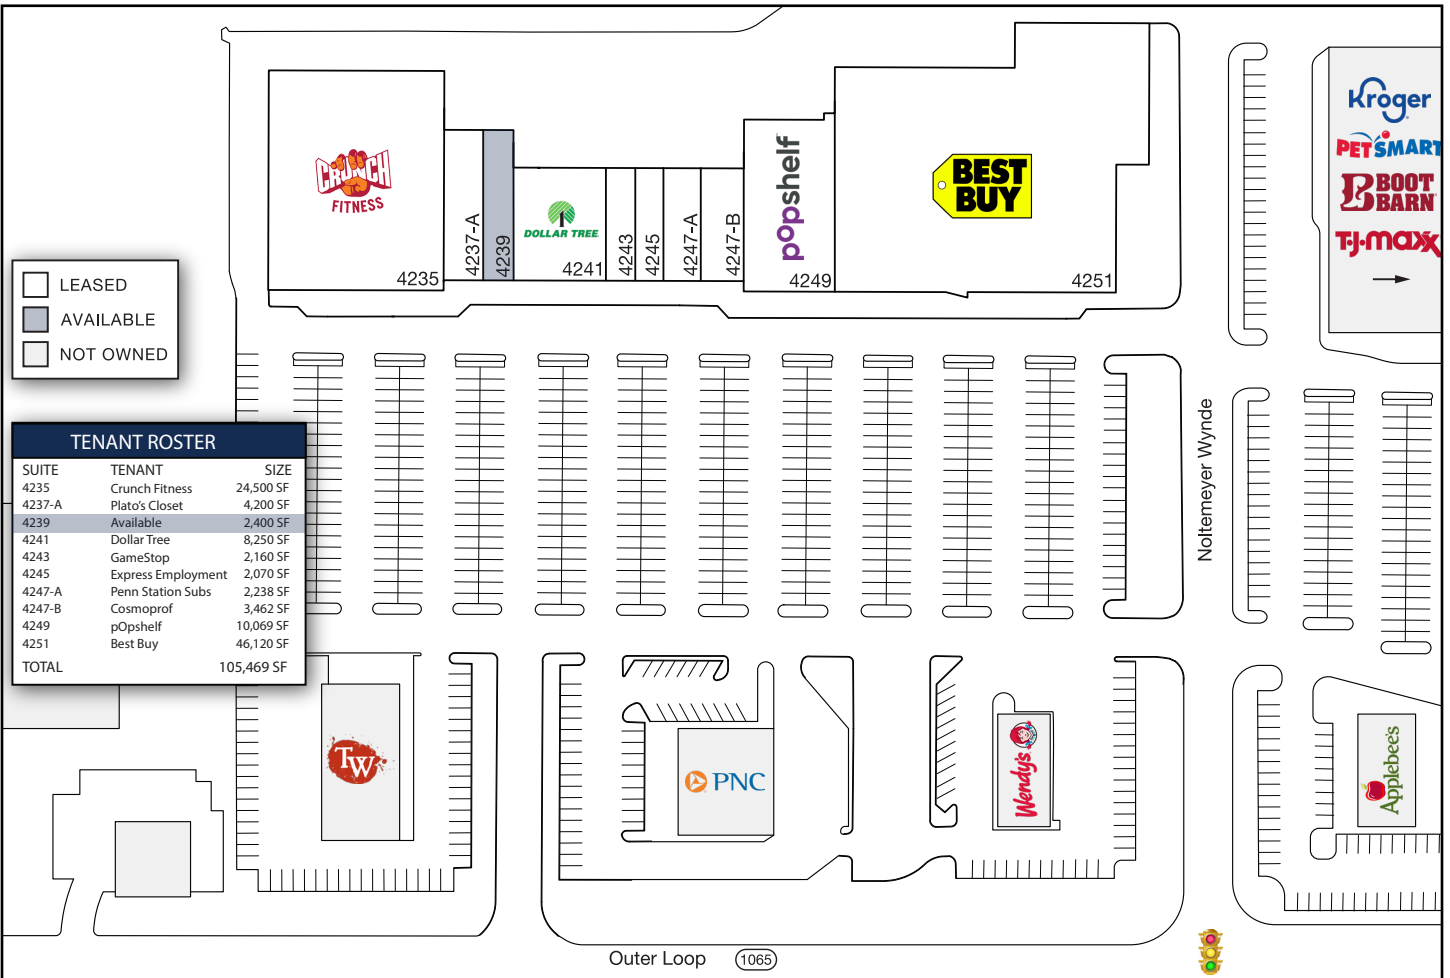 CRUNCH
FITNESS
4235
4237-A
4239
DOLLAR TREE
4241
4243
4245
4247-A
4247-B
pOpshelf
4249
BEST
BUY
4251
Kroger
PETSMART
BOOT
BARN
T·J·maxx
LEASED
AVAILABLE
NOT OWNED
TENANT ROSTER
SUITE TENANT SIZE
4235 Crunch Fitness 24,500 SF
4237-A Plato's Closet 4,200 SF
4239 Available 2,400 SF
4241 Dollar Tree 8,250 SF
4243 GameStop 2,160 SF
4245 Express Employment 2,070 SF
4247-A Penn Station Subs 2,238 SF
4247-B Cosmoprof 3,462 SF
4249 pOpshelf 10,069 SF
4251 Best Buy 46,120 SF
TOTAL 105,469 SF
Noltemeyer Wynde
TW
PNC
Wendy's
Applebee's
Outer Loop 1065